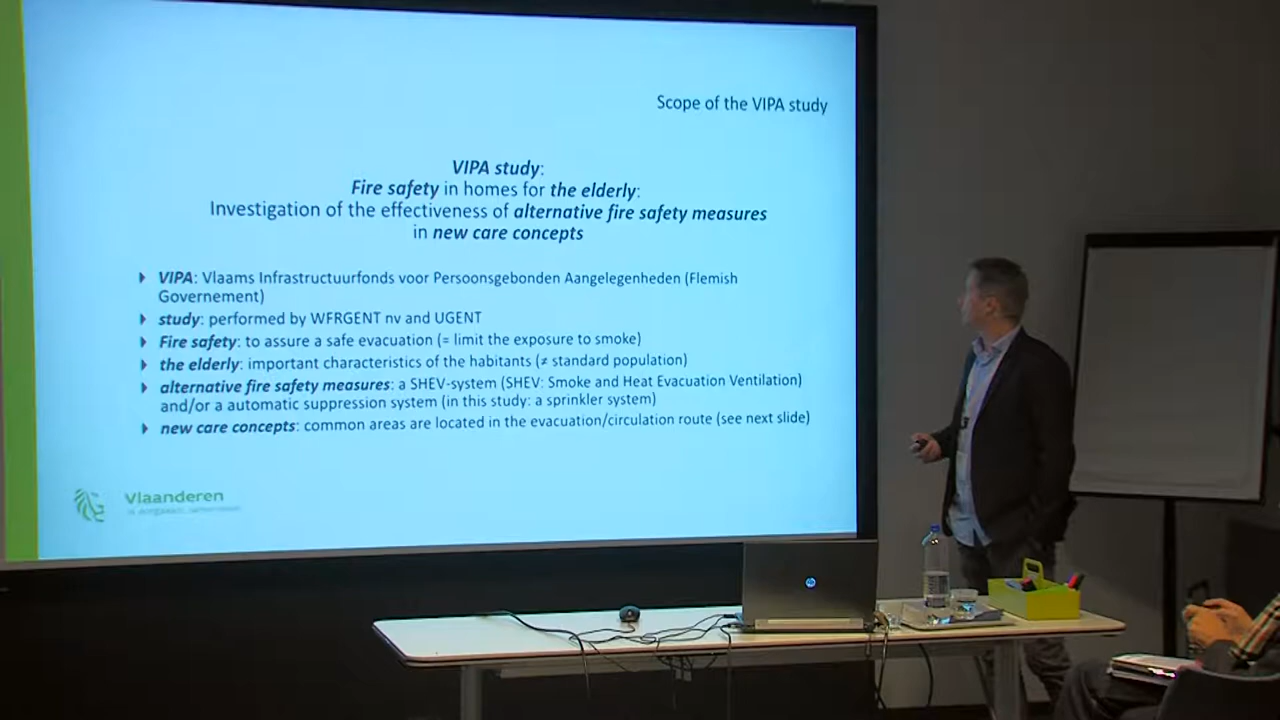 Scope of the VIPA study
VIPA study:
Fire safety in homes for the elderly:
Investigation of the effectiveness of alternative fire safety measures
in new care concepts
VIPA: Vlaams Infrastructuurfonds voor Persoonsgebonden Aangelegenheden (Flemish
Governement)
study: performed by WFRGENT nv and UGENT
Fire safety: to assure a safe evacuation (= limit the exposure to smoke)
the elderly: important characteristics of the habitants (≠ standard population)
alternative fire safety measures: a SHEV-system (SHEV: Smoke and Heat Evacuation Ventilation)
and/or a automatic suppression system (in this study: a sprinkler system)
new care concepts: common areas are located in the evacuation/circulation route (see next slide)
Vlaanderen
hp